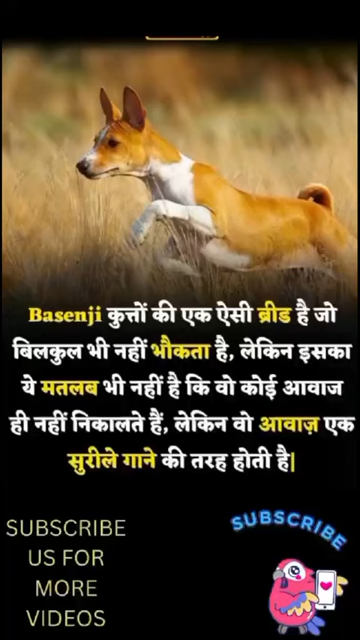 Basenji कुत्तों की एक ऐसी ब्रीड है जो
बिलकुल भी नहीं भौकता है, लेकिन इसका
ये मतलब भी नहीं है कि वो कोई आवाज
ही नहीं निकालते हैं, लेकिन वो आवाज़ एक
सुरीले गाने की तरह होती है|
SUBSCRIBE
US FOR
MORE
VIDEOS
SUBSCRIBE